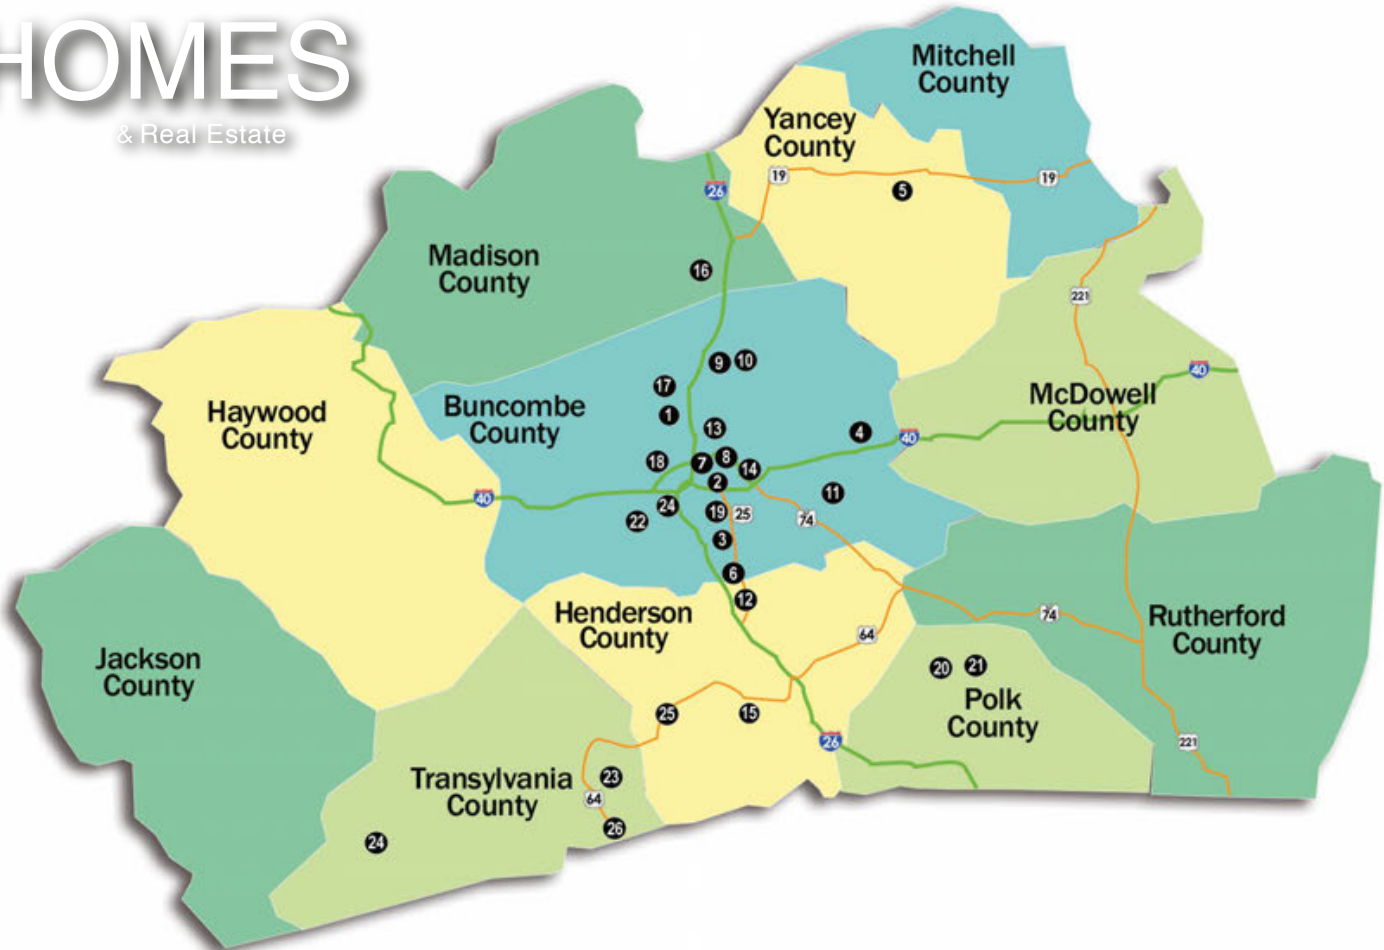 HOMES
& Real Estate
Mitchell
County
Yancey
County
19
19
26
5
Madison
County
16
221
9
10
40
17
McDowell
County
Haywood
County
Buncombe
County
1
13
4
40
18
7
8
14
2
11
40
24
22
19
25
74
3
6
12
Henderson
County
74
Rutherford
County
64
Jackson
County
20
21
Polk
County
25
15
26
221
Transylvania
County
23
64
26
24